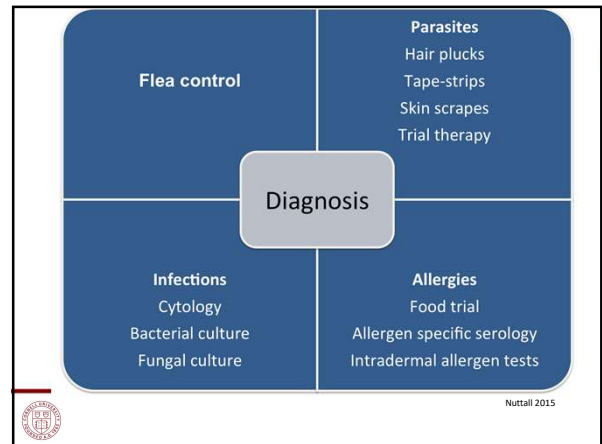 Flea control
Parasites
Hair plucks
Tape-strips
Skin scrapes
Trial therapy
Diagnosis
Infections
Cytology
Bacterial culture
Fungal culture
Allergies
Food trial
Allergen specific serology
Intradermal allergen tests
Nuttall 2015